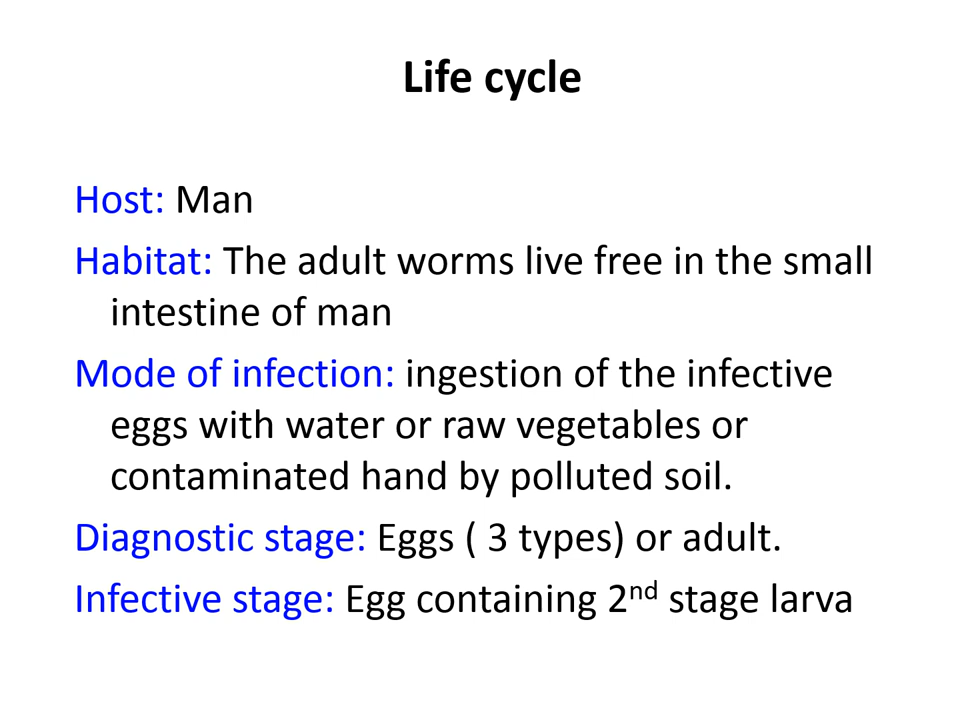 Life cycle
Host: Man
Habitat: The adult worms live free in the small
intestine of man
Mode of infection: ingestion of the infective
eggs with water or raw vegetables or
contaminated hand by polluted soil.
Diagnostic stage: Eggs ( 3 types) or adult.
Infective stage: Egg containing 2nd stage larva